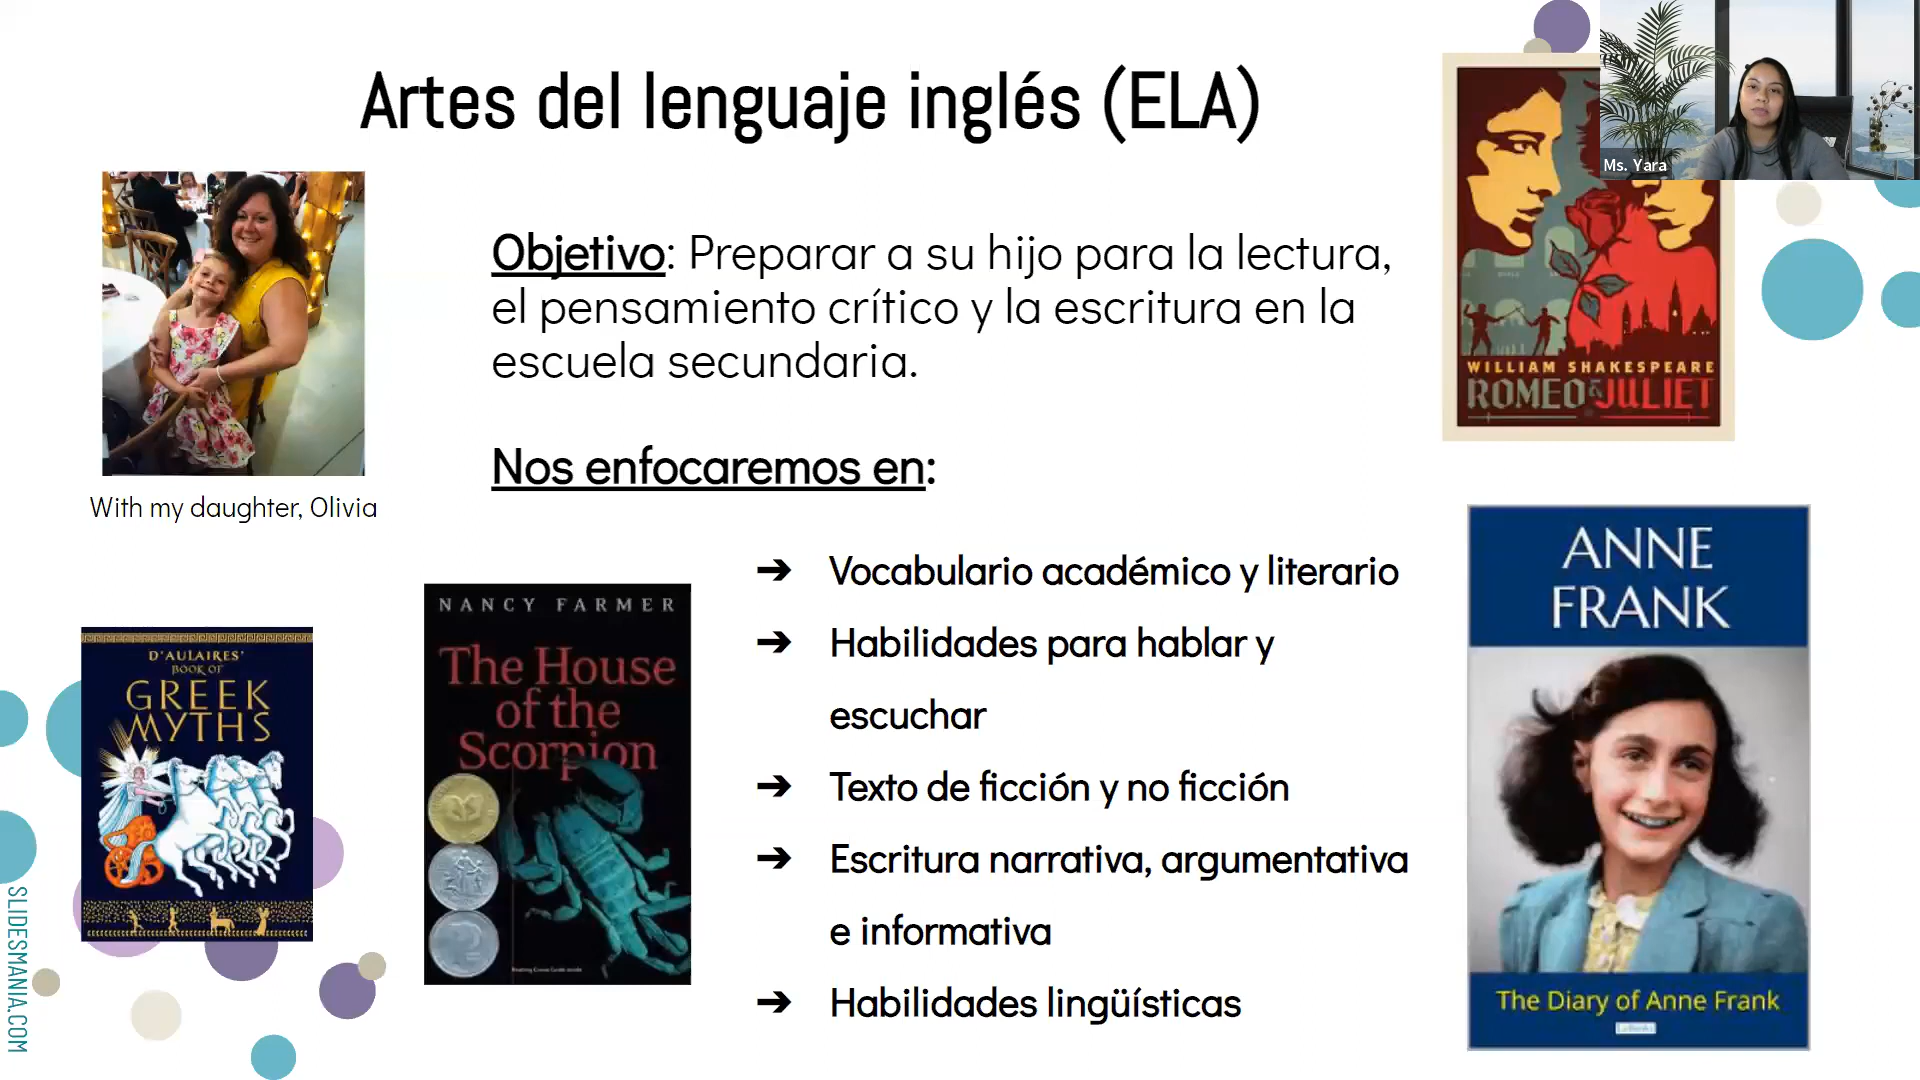 Artes del lenguaje inglés (ELA)
Ms. Yara
With my daughter, Olivia
Objetivo: Preparar a su hijo para la lectura,
el pensamiento crítico y la escritura en la
escuela secundaria.
Nos enfocaremos en:
➔ Vocabulario académico y literario
➔ Habilidades para hablar y
escuchar
➔ Texto de ficción y no ficción
➔ Escritura narrativa, argumentativa
e informativa
➔ Habilidades lingüísticas
WILLIAM SHAKESPEARE
ROMEO & JULIET
D'AULAIRES'
BOOK OF
GREEK
MYTHS
NANCY FARMER
The House
of the
Scorpion
ANNE
FRANK
The Diary of Anne Frank
SLIDESMANIA.COM